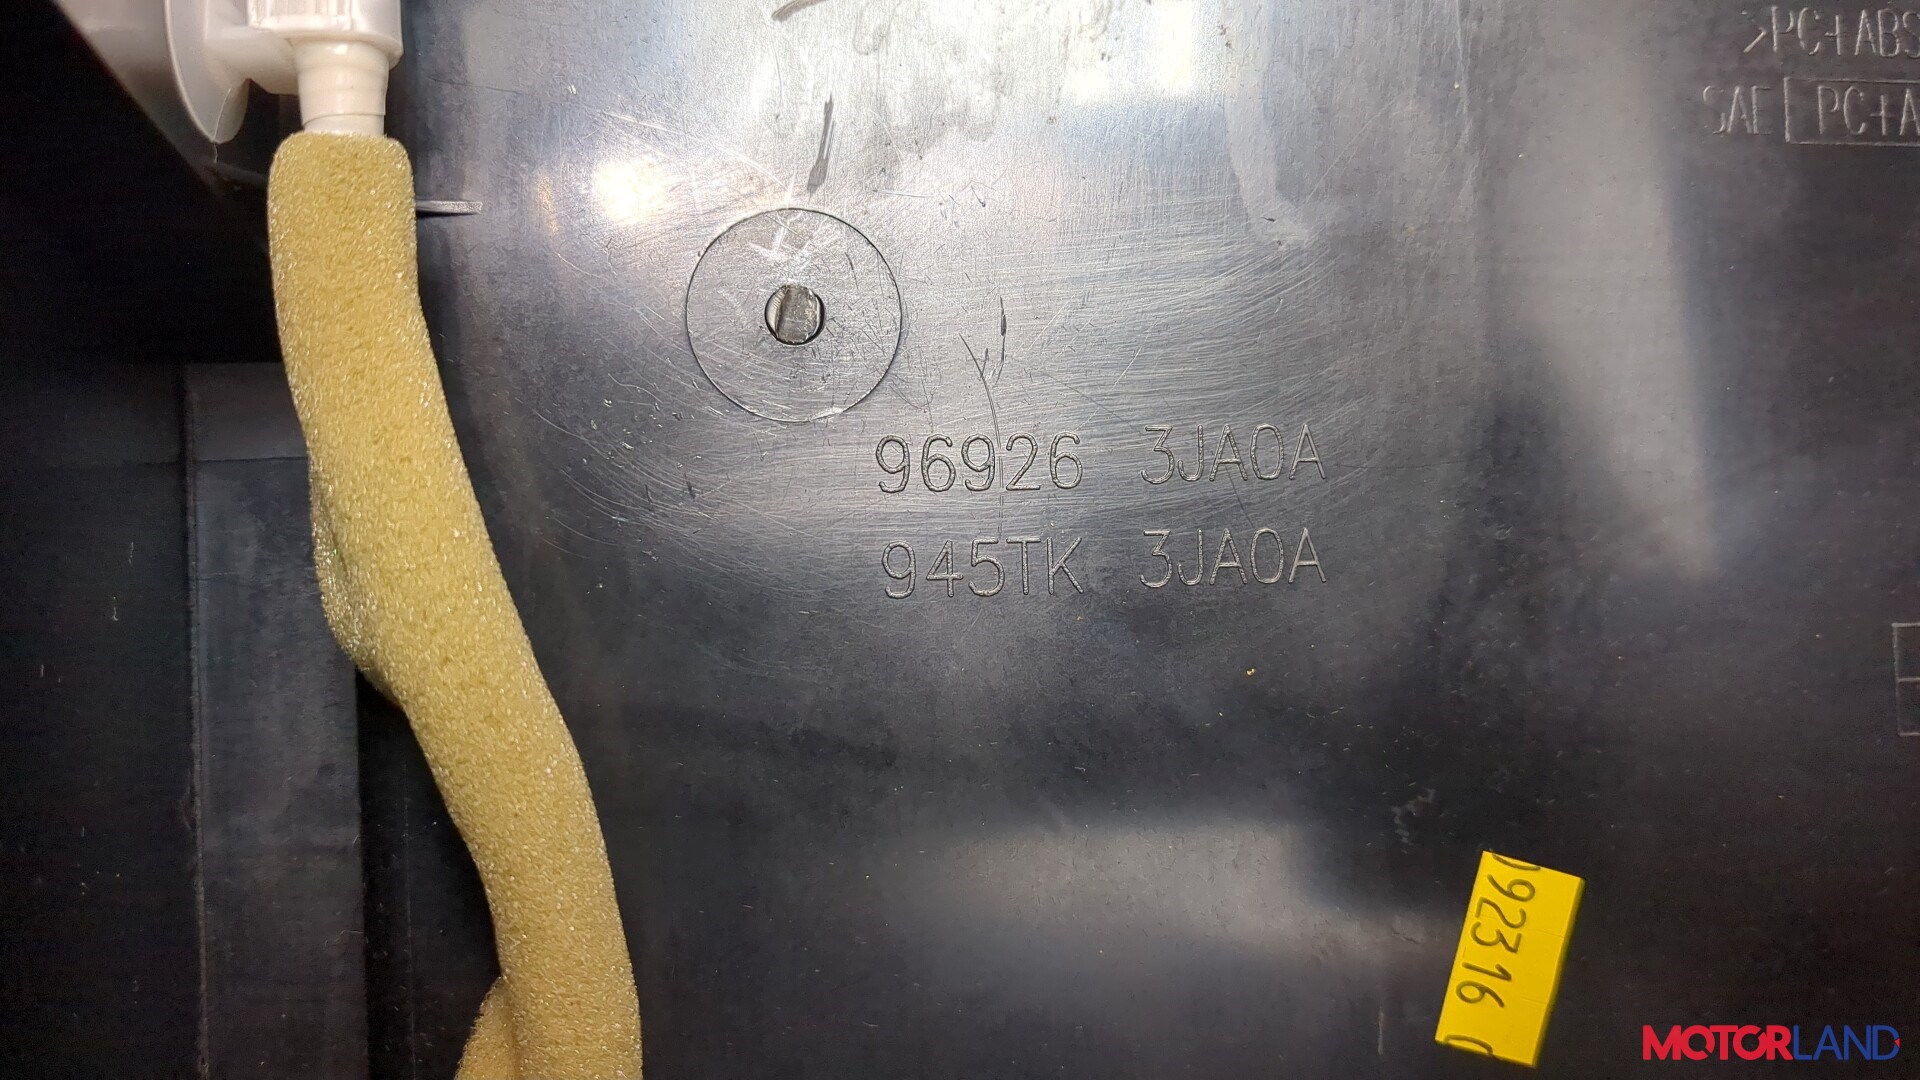 >PC+ABS
SAE PC+A
96926 3JA0A
945TK 3JA0A
92316
MOTORLAND